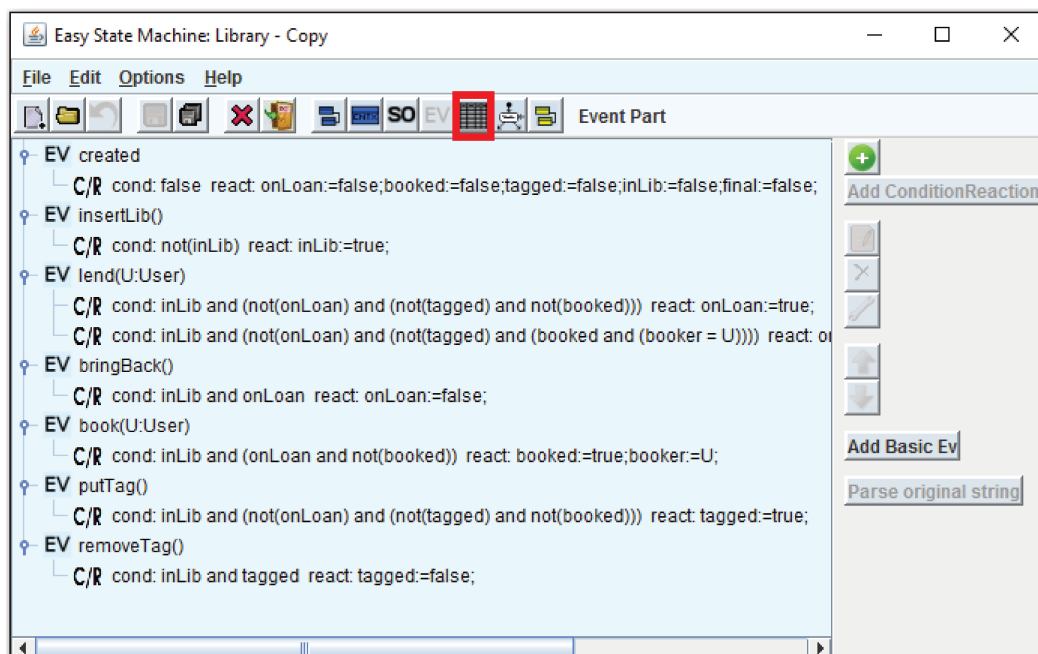 Easy State Machine: Library - Copy
File Edit Options Help
CNTX SO EV Event Part
EV created
C/R cond: false react: onLoan:=false;booked:=false;tagged:=false;inLib:=false;final:=false;
EV insertLib()
C/R cond: not(inLib) react: inLib:=true;
EV lend(U:User)
C/R cond: inLib and (not(onLoan) and (not(tagged) and not(booked))) react: onLoan:=true;
C/R cond: inLib and (not(onLoan) and (not(tagged) and (booked and (booker = U)))) react: o
EV bringBack()
C/R cond: inLib and onLoan react: onLoan:=false;
EV book(U:User)
C/R cond: inLib and (onLoan and not(booked)) react: booked:=true;booker:=U;
EV putTag()
C/R cond: inLib and (not(onLoan) and (not(tagged) and not(booked))) react: tagged:=true;
EV removeTag()
C/R cond: inLib and tagged react: tagged:=false;
Add ConditionReaction
Add Basic Ev
Parse original string